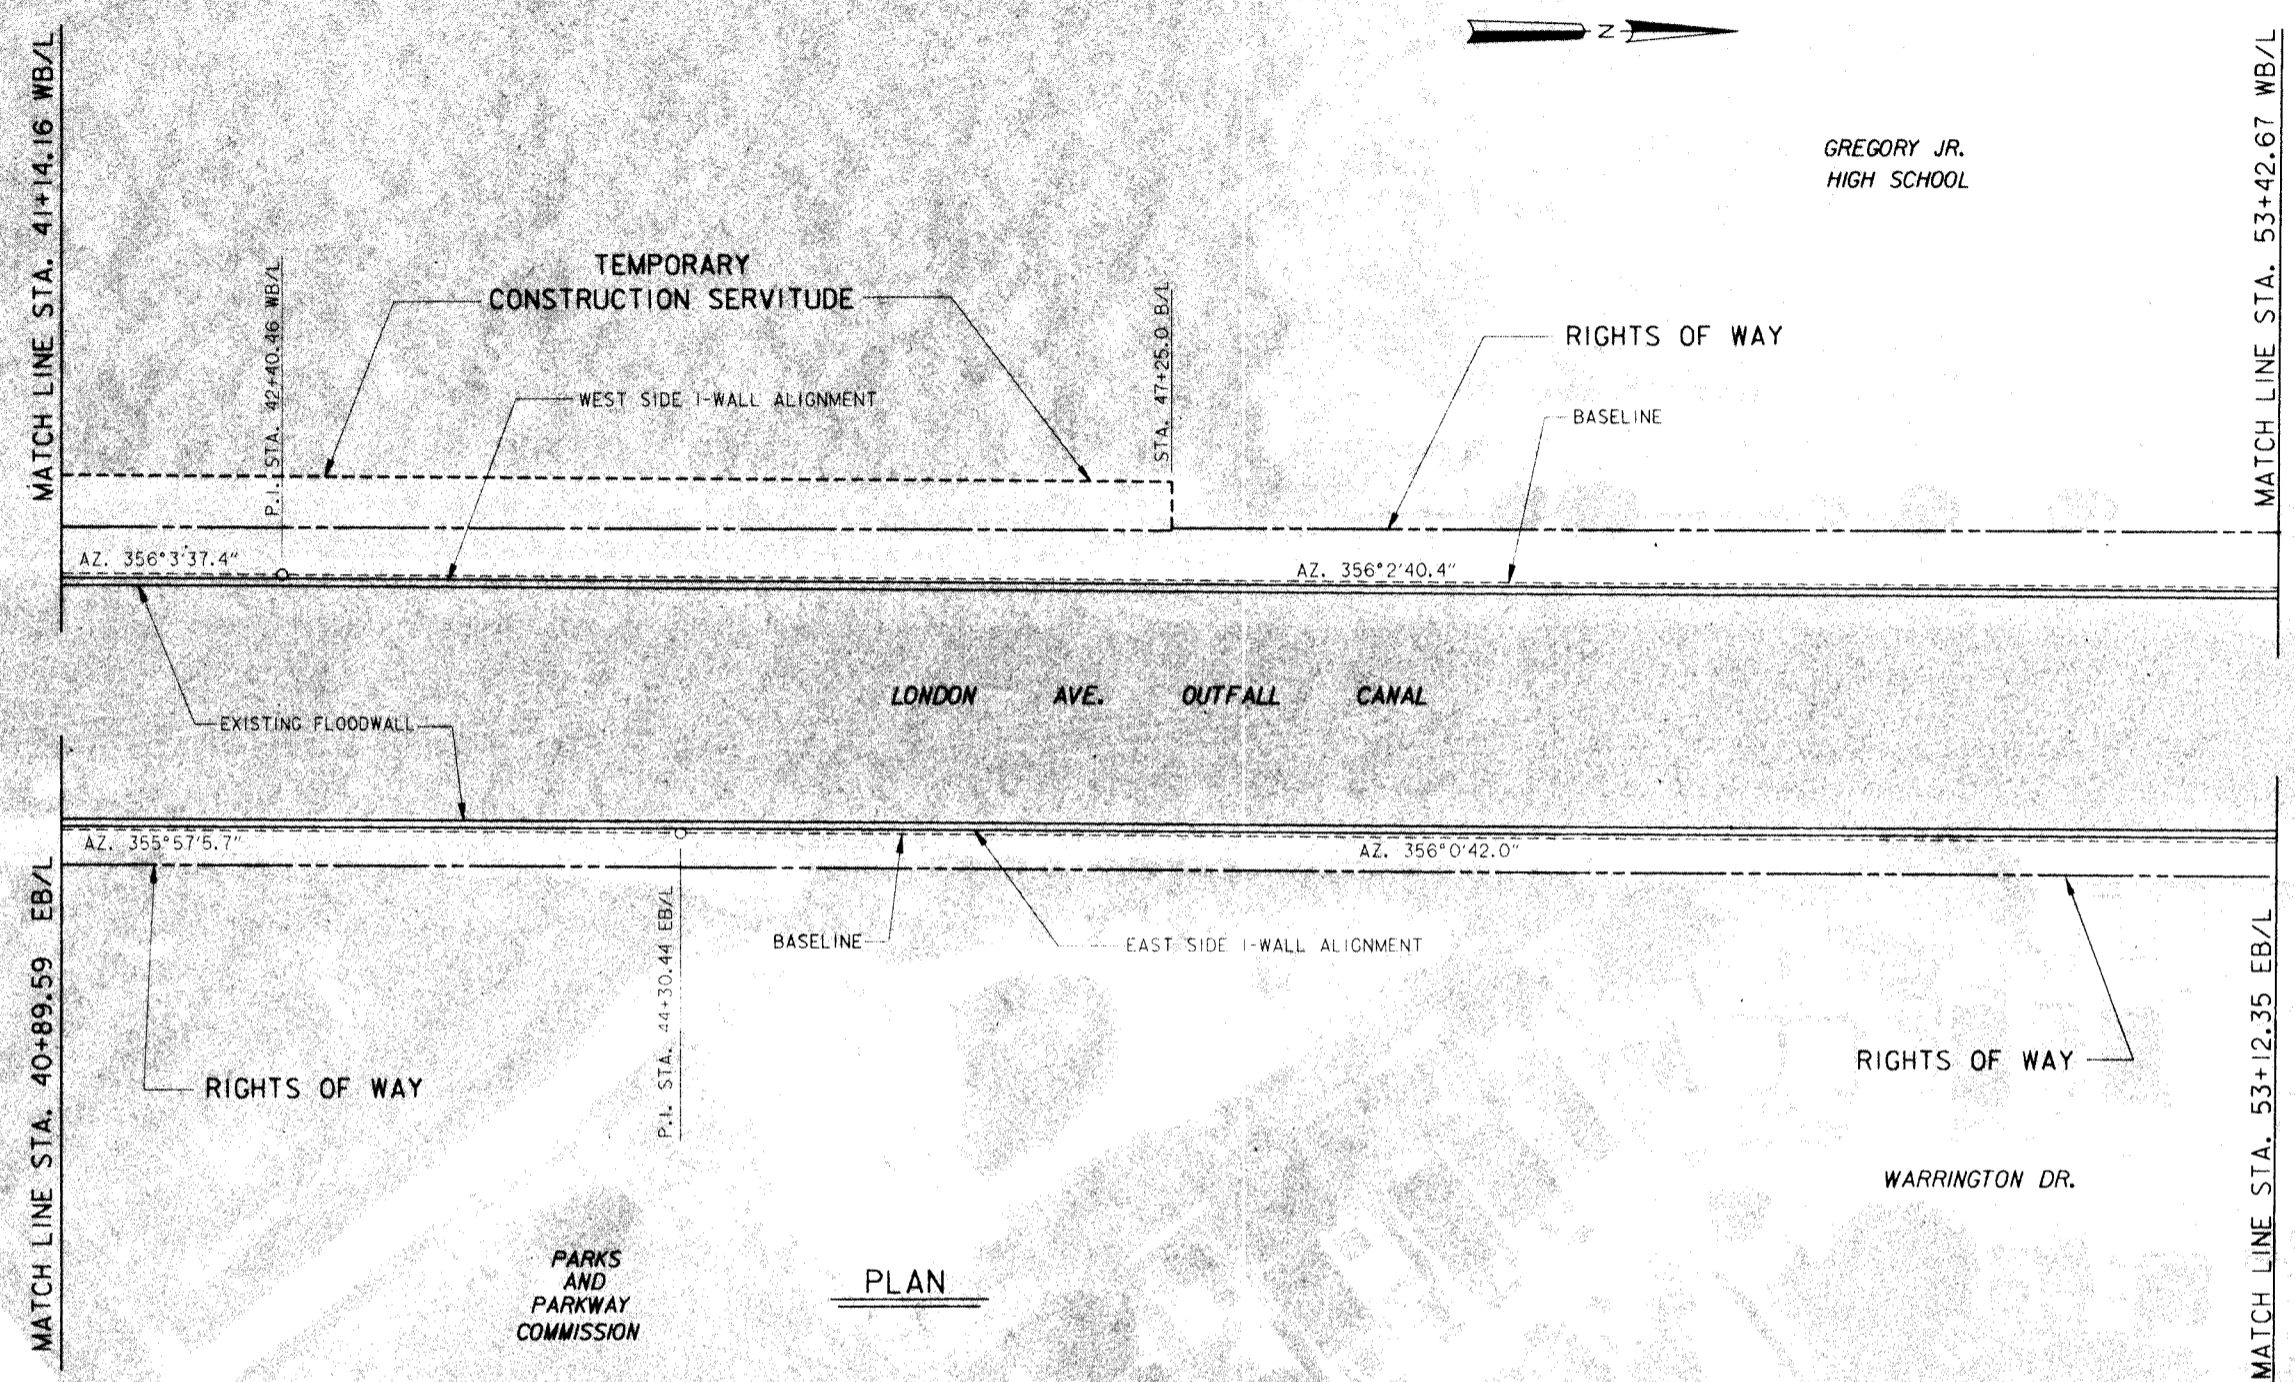 N
MATCH LINE STA. 41+14.16 WB/L
MATCH LINE STA. 53+42.67 WB/L
GREGORY JR.
HIGH SCHOOL
TEMPORARY
CONSTRUCTION SERVITUDE
P.I. STA. 42+40.46 WB/L
STA. 47+25.0 B/L
RIGHTS OF WAY
WEST SIDE I-WALL ALIGNMENT
BASELINE
AZ. 356°3'37.4"
AZ. 356°2'40.4"
LONDON AVE. OUTFALL CANAL
EXISTING FLOODWALL
AZ. 355°57'5.7"
AZ. 356°0'42.0"
MATCH LINE STA. 40+89.59 EB/L
MATCH LINE STA. 53+12.35 EB/L
P.I. STA. 44+30.44 EB/L
BASELINE
EAST SIDE I-WALL ALIGNMENT
RIGHTS OF WAY
RIGHTS OF WAY
WARRINGTON DR.
PARKS
AND
PARKWAY
COMMISSION
PLAN